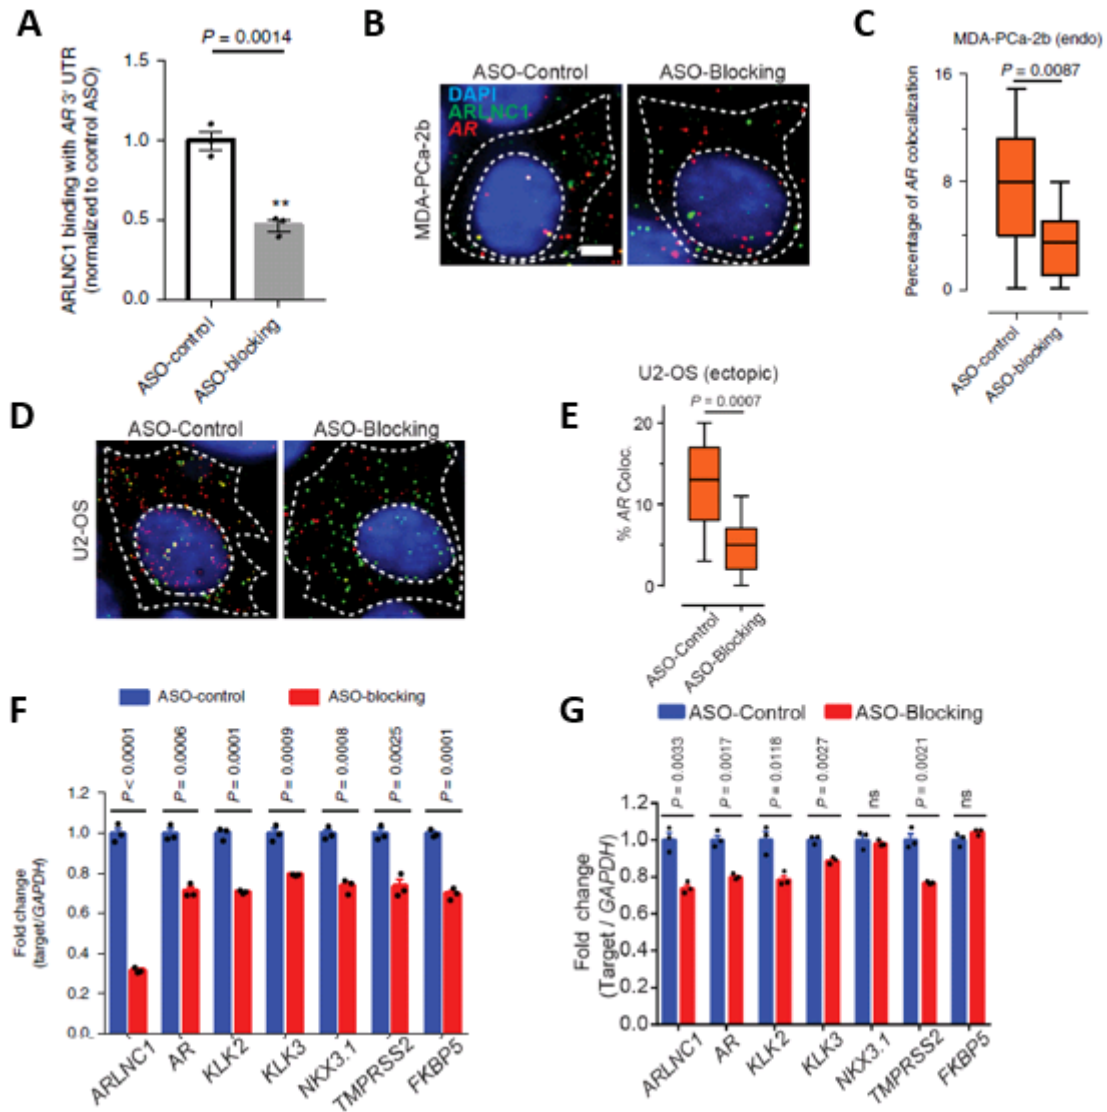 A
P = 0.0014
ARLNC1 binding with AR 3' UTR
(normalized to control ASO)
1.5
1.0
0.5
0.0
**
ASO-control
ASO-blocking
B
ASO-Control
ASO-Blocking
MDA-PCa-2b
DAPI
ARLNC1
AR
C
MDA-PCa-2b (endo)
P = 0.0087
Percentage of AR colocalization
16
8
0
ASO-control
ASO-blocking
D
ASO-Control
ASO-Blocking
U2-OS
E
U2-OS (ectopic)
P = 0.0007
% AR Coloc.
20
10
0
ASO-Control
ASO-Blocking
F
ASO-control
ASO-blocking
P < 0.0001
P = 0.0006
P = 0.0001
P = 0.0009
P = 0.0008
P = 0.0025
P = 0.0001
Fold change
(target/GAPDH)
1.2
1.0
0.8
0.6
0.4
0.2
0.0
ARLNC1
AR
KLK2
KLK3
NKX3.1
TMPRSS2
FKBP5
G
ASO-Control
ASO-Blocking
P = 0.0033
P = 0.0017
P = 0.0118
P = 0.0027
ns
P = 0.0021
ns
Fold change
(Target / GAPDH)
1.2
1.0
0.8
0.6
0.4
0.2
0.0
ARLNC1
AR
KLK2
KLK3
NKX3.1
TMPRSS2
FKBP5